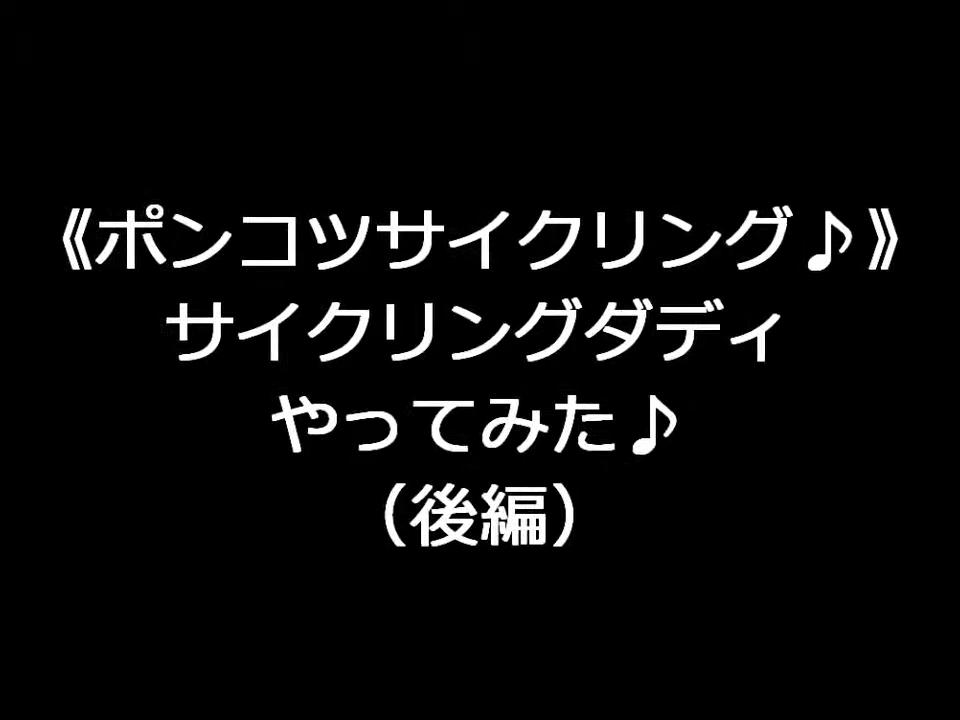 《ポンコツサイクリング♪》
サイクリングダディ
やってみた♪
（後編）